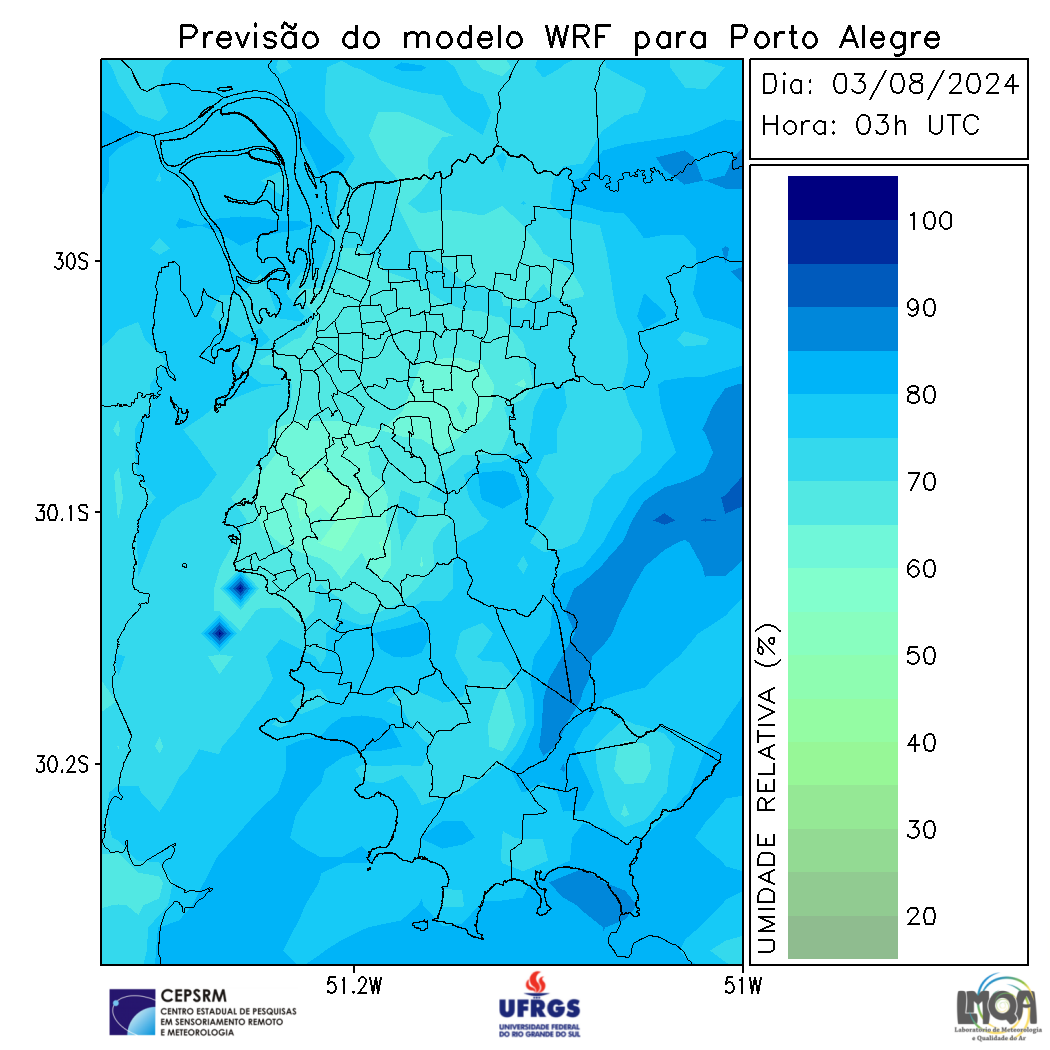 Previsão do modelo WRF para Porto Alegre
Dia: 03/08/2024
Hora: 03h UTC
30S
30.1S
30.2S
51.2W
51W
100
90
80
70
60
50
40
30
20
UMIDADE RELATIVA (%)
CEPSRM
CENTRO ESTADUAL DE PESQUISAS
EM SENSORIAMENTO REMOTO
E METEOROLOGIA
UFRGS
UNIVERSIDADE FEDERAL
DO RIO GRANDE DO SUL
LMQA
Laboratório de Meteorologia
e Qualidade do Ar